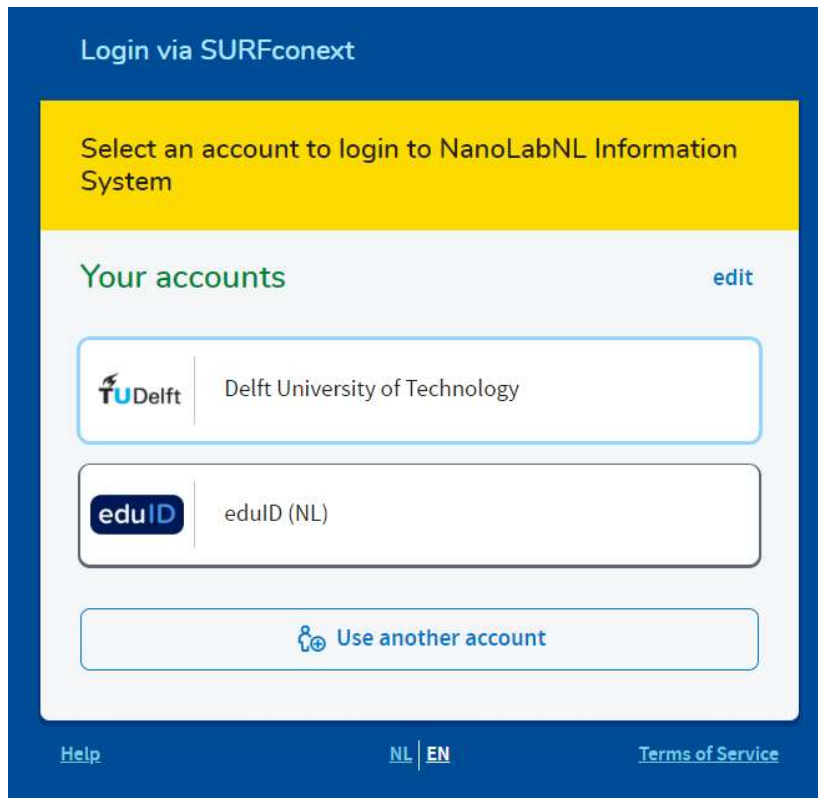 Login via SURFconext
Select an account to login to NanoLabNL Information
System
Your accounts
edit
TUDelft
Delft University of Technology
eduID
eduID (NL)
Use another account
Help
NL
EN
Terms of Service